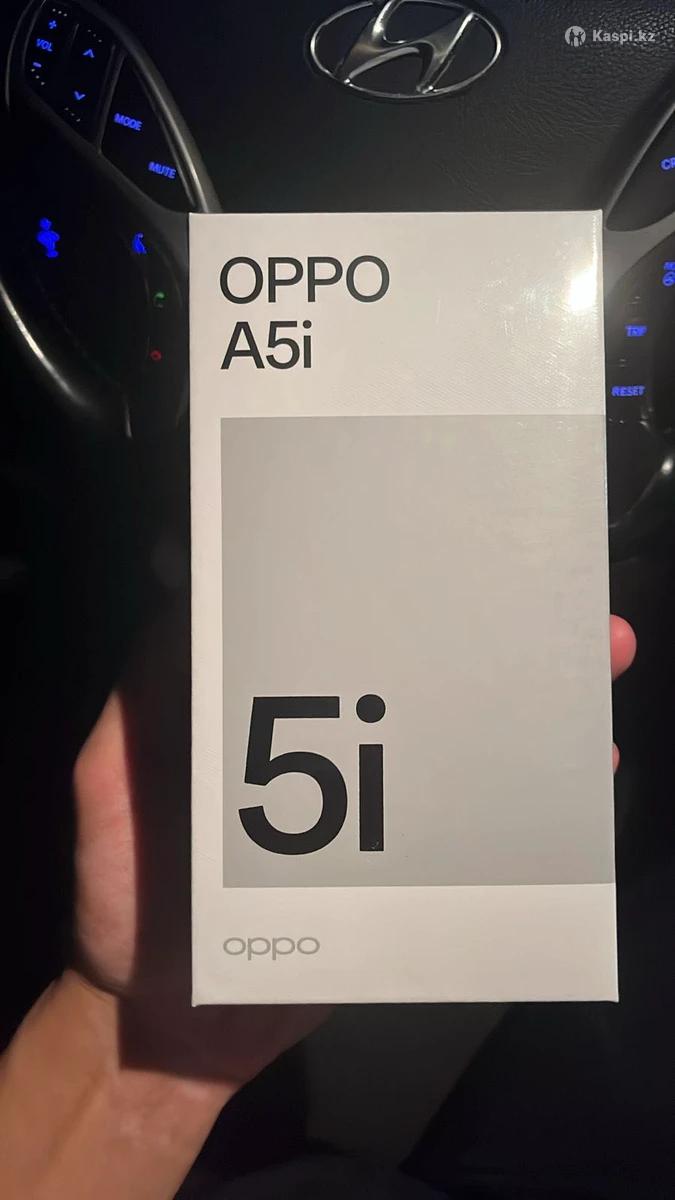 Kaspi.kz
VOL
MODE
MUTE
TRIP
RESET
OPPO
A5i
5i
oppo